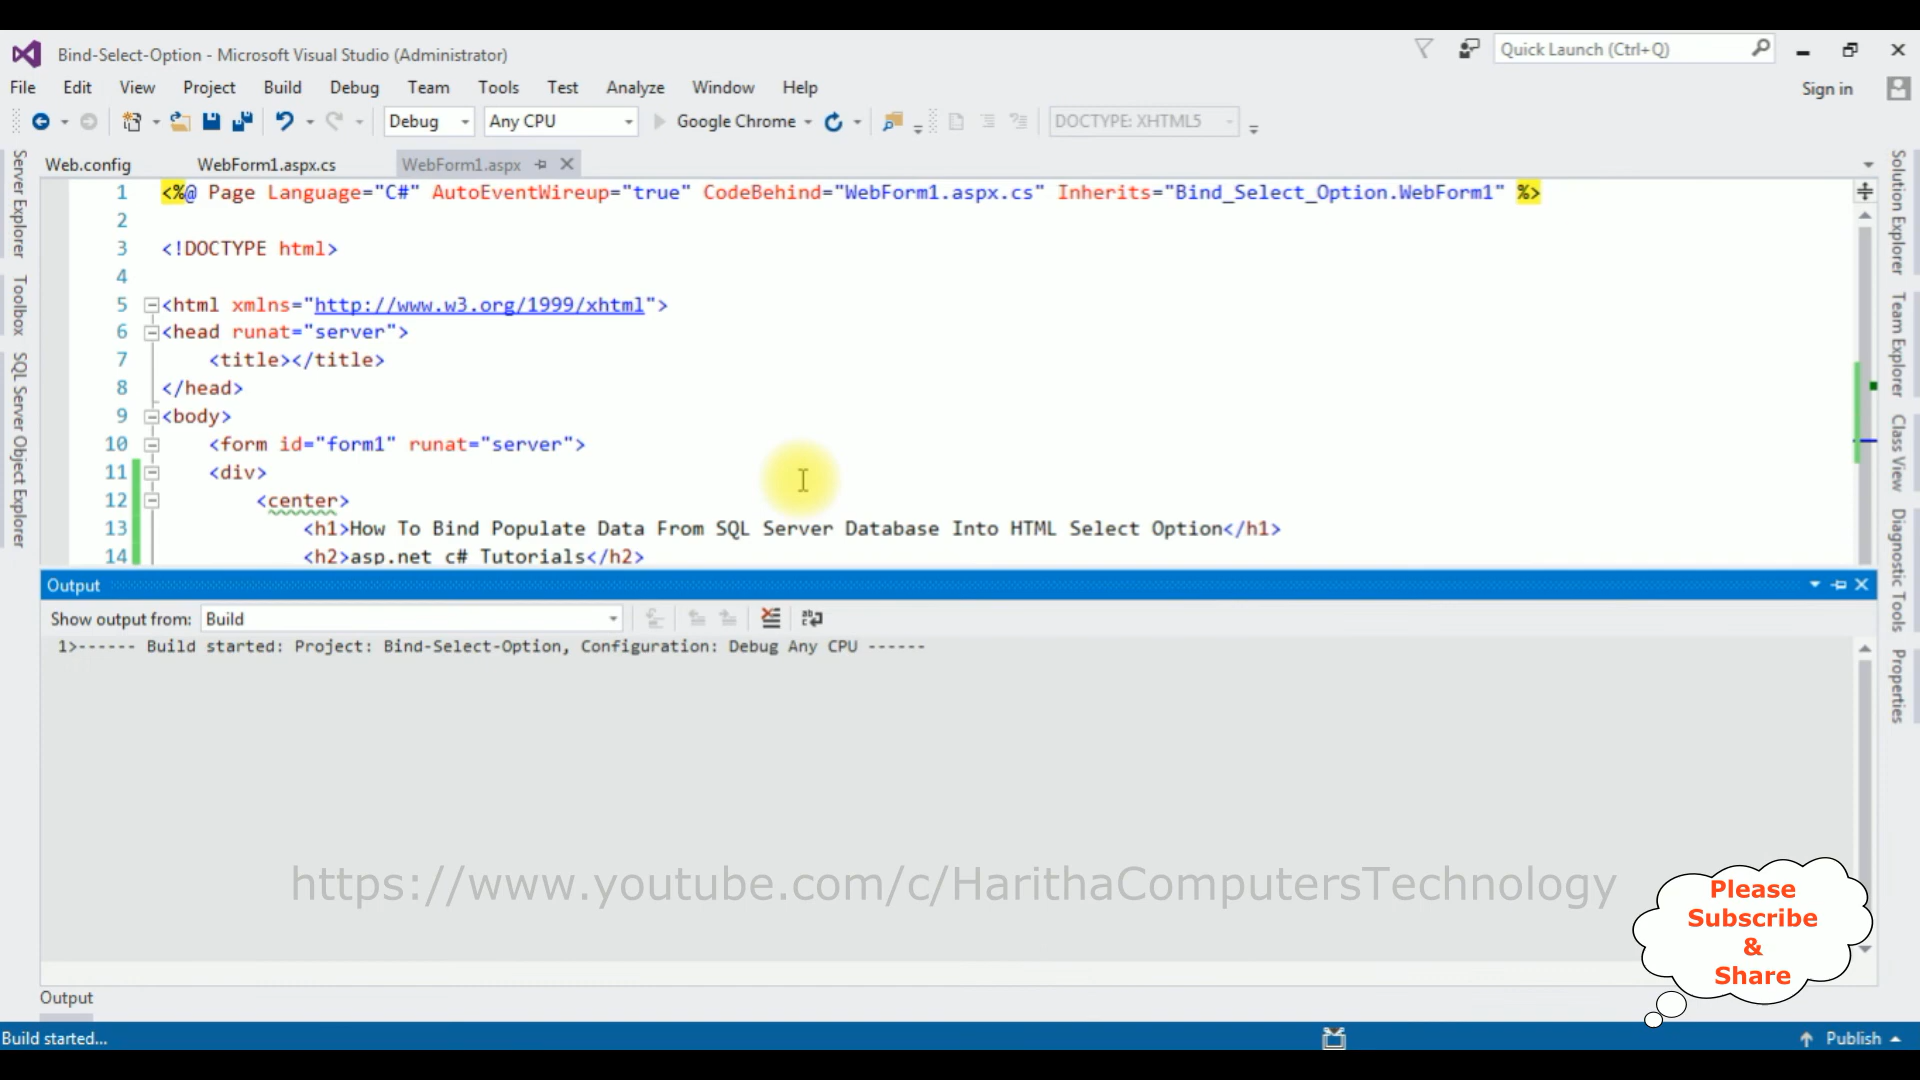 Bind-Select-Option - Microsoft Visual Studio (Administrator)
Quick Launch (Ctrl+Q)
File Edit View Project Build Debug Team Tools Test Analyze Window Help
Sign in
Debug Any CPU Google Chrome DOCTYPE: XHTML5
Web.config WebForm1.aspx.cs WebForm1.aspx
Server Explorer
Toolbox
SQL Server Object Explorer
1 <%@ Page Language="C#" AutoEventWireup="true" CodeBehind="WebForm1.aspx.cs" Inherits="Bind_Select_Option.WebForm1" %>
2
3 <!DOCTYPE html>
4
5 <html xmlns="http://www.w3.org/1999/xhtml">
6 <head runat="server">
7 <title></title>
8 </head>
9 <body>
10 <form id="form1" runat="server">
11 <div>
12 <center>
13 <h1>How To Bind Populate Data From SQL Server Database Into HTML Select Option</h1>
14 <h2>asp.net c# Tutorials</h2>
Solution Explorer
Team Explorer
Class View
Diagnostic Tools
Properties
Output
Show output from: Build
1>------ Build started: Project: Bind-Select-Option, Configuration: Debug Any CPU ------
https://www.youtube.com/c/HarithaComputersTechnology
Please
Subscribe
&
Share
Output
Build started...
Publish